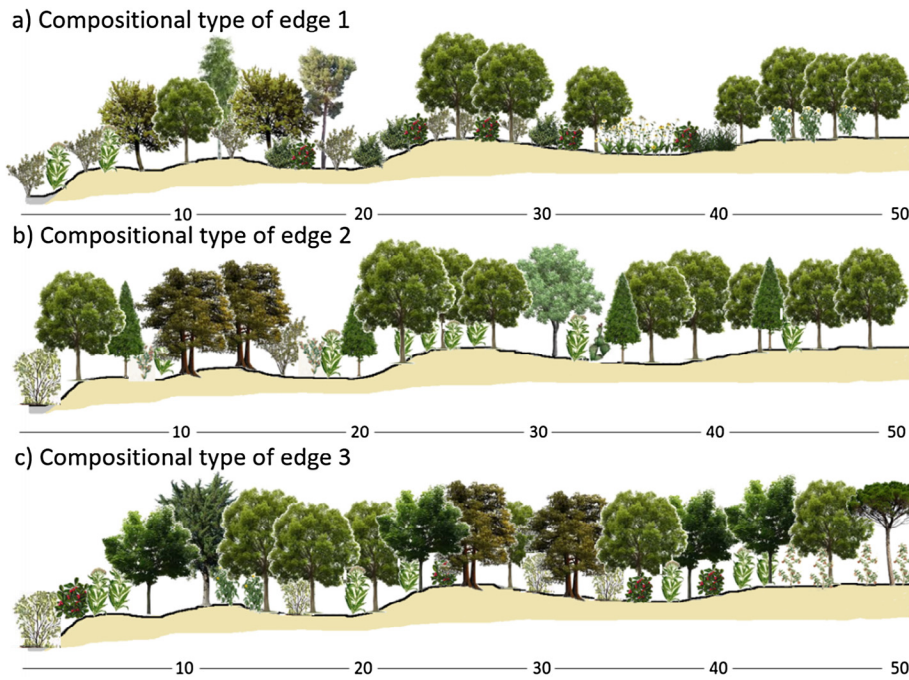 a) Compositional type of edge 1
10 20 30 40 50
b) Compositional type of edge 2
10 20 30 40 50
c) Compositional type of edge 3
10 20 30 40 50